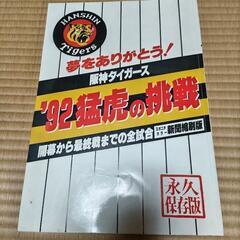 HANSHIN
Tigers
夢をありがとう!
阪神タイガース
'92猛虎の挑戦
開幕から最終戦までの全試合
新聞縮刷版
永久
保存版